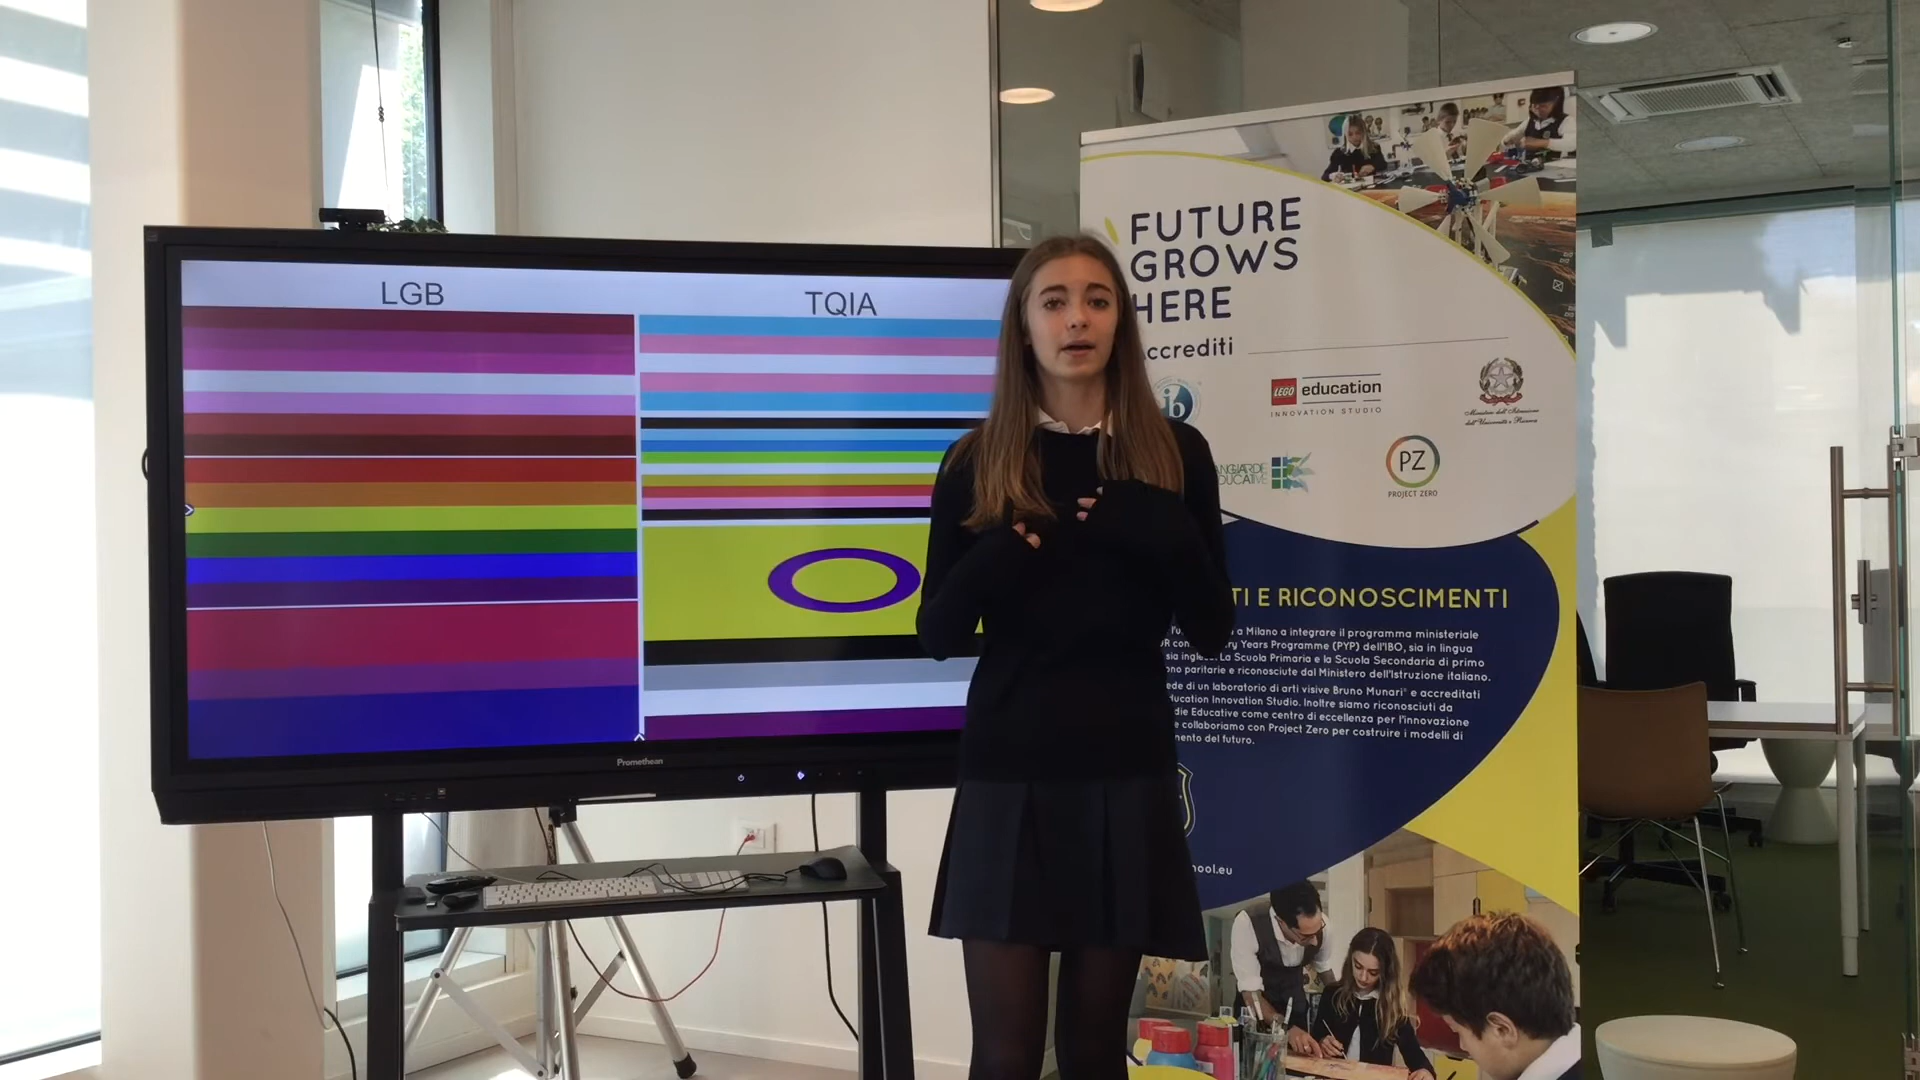 LGB
TQIA
Promethean
FUTURE
GROWS
HERE
ccrediti
ib
LEGO education
INNOVATION STUDIO
PZ
PROJECT ZERO
TI E RICONOSCIMENTI
a Milano a integrare il programma ministeriale
Years Programme (PYP) dell'IBO, sia in lingua
sia inglese. La Scuola Primaria e la Scuola Secondaria di primo
ono paritarie e riconosciute dal Ministero dell'Istruzione italiano.
ede di un laboratorio di arti visive Bruno Munari® e accreditati
ducation Innovation Studio. Inoltre siamo riconosciuti da
die Educative come centro di eccellenza per l'innovazione
e collaboriamo con Project Zero per costruire i modelli di
mento del futuro.
hool.eu